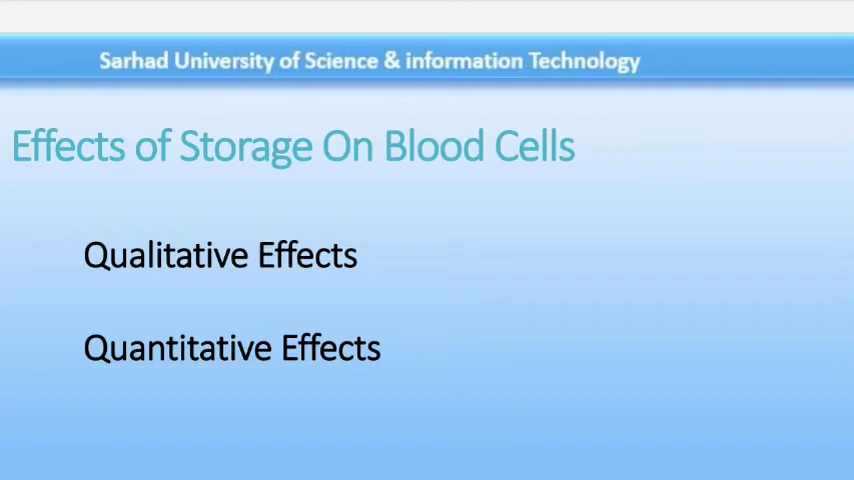 Sarhad University of Science & information Technology
Effects of Storage On Blood Cells
Qualitative Effects
Quantitative Effects